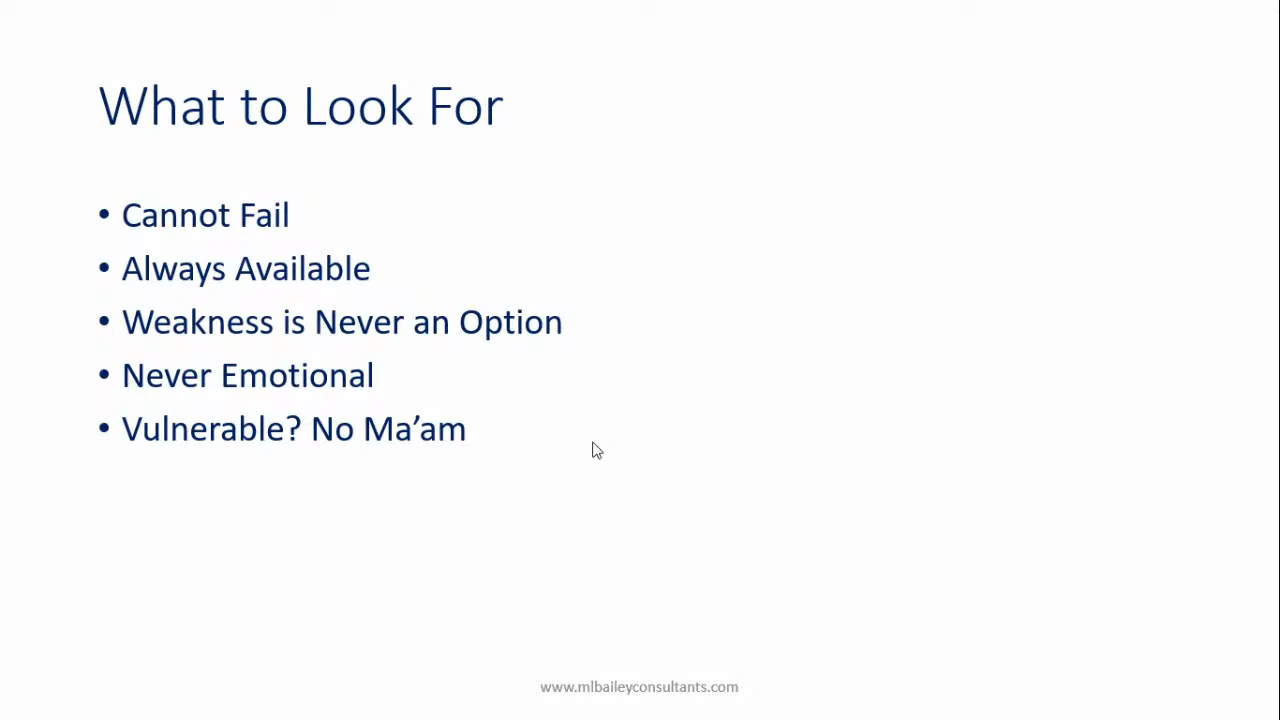 What to Look For
• Cannot Fail
• Always Available
• Weakness is Never an Option
• Never Emotional
• Vulnerable? No Ma’am
www.mlbaileyconsultants.com